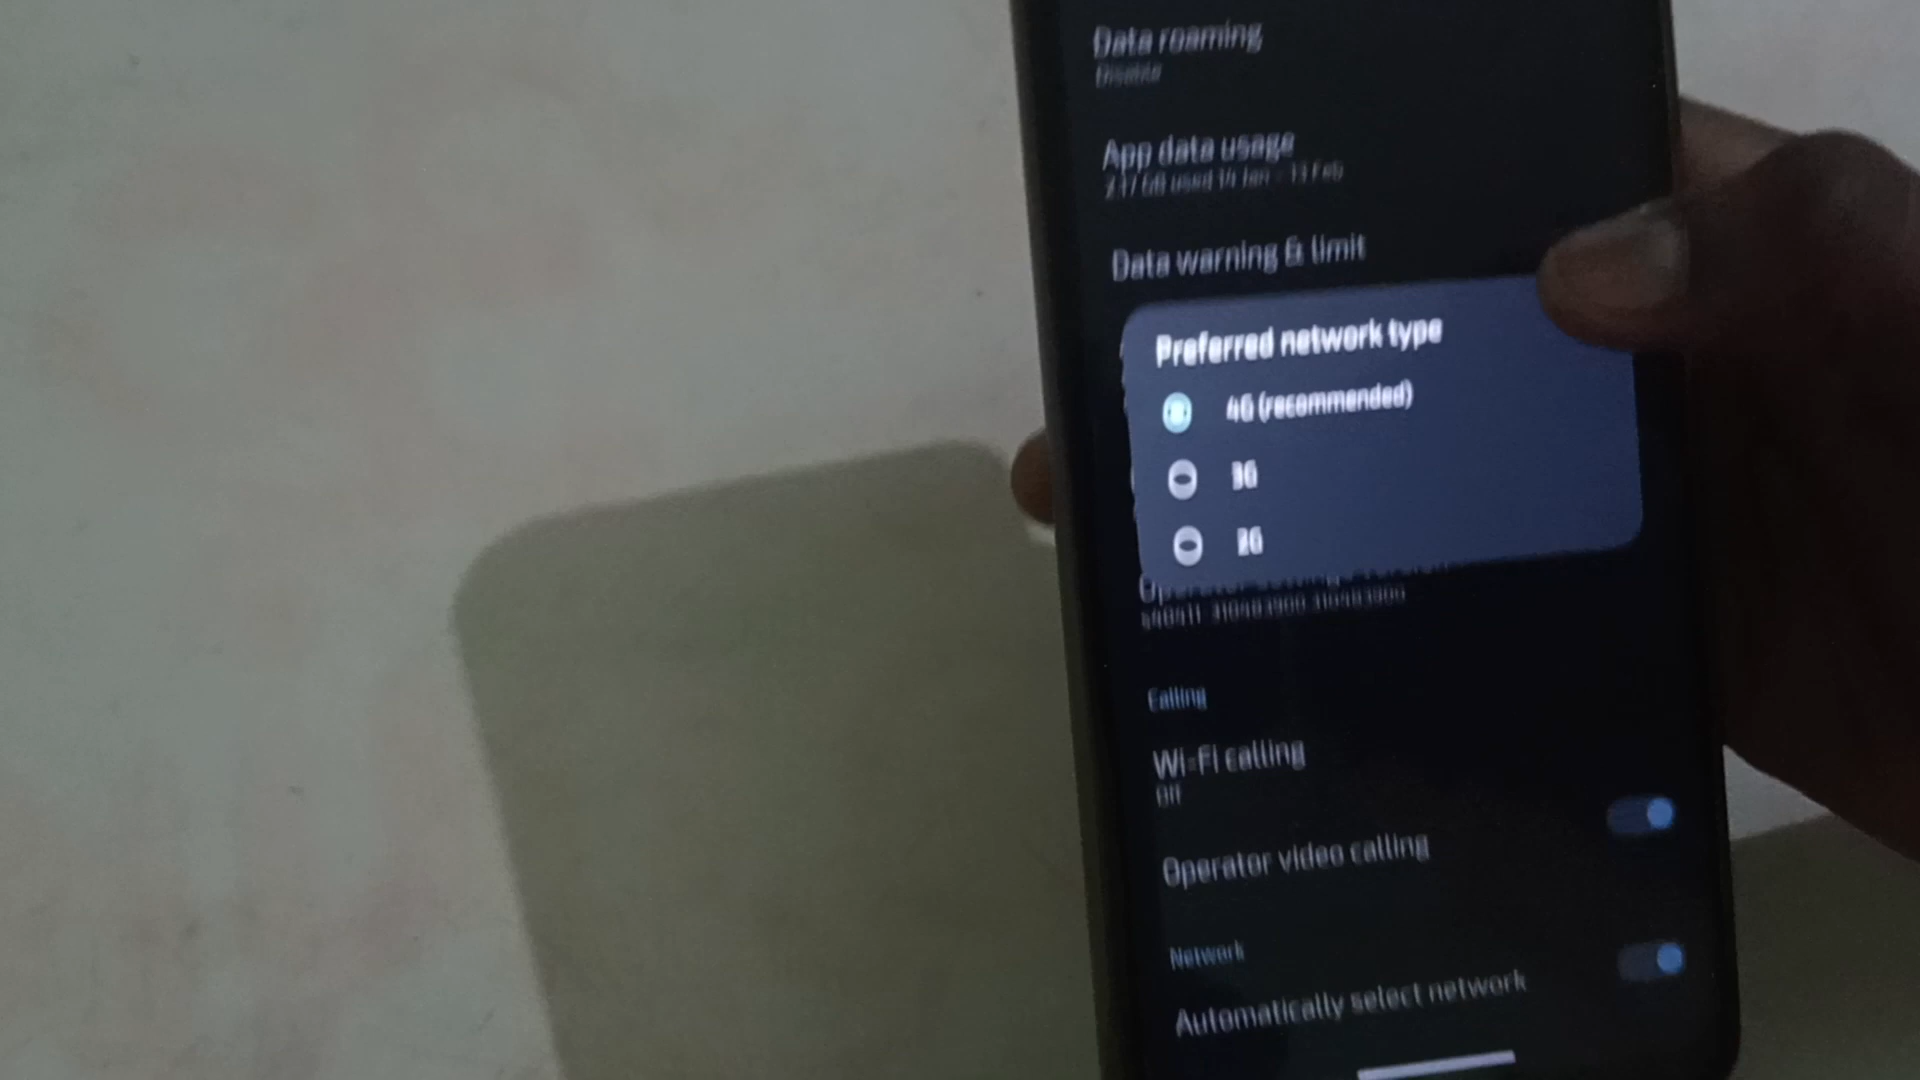 Data roaming
App data usage
2.17 GB used 14 Jan – 13 Feb
Data warning & limit
Preferred network type
4G (recommended)
3G
2G
Calling
Wi-Fi calling
Off
Operator video calling
Network
Automatically select network